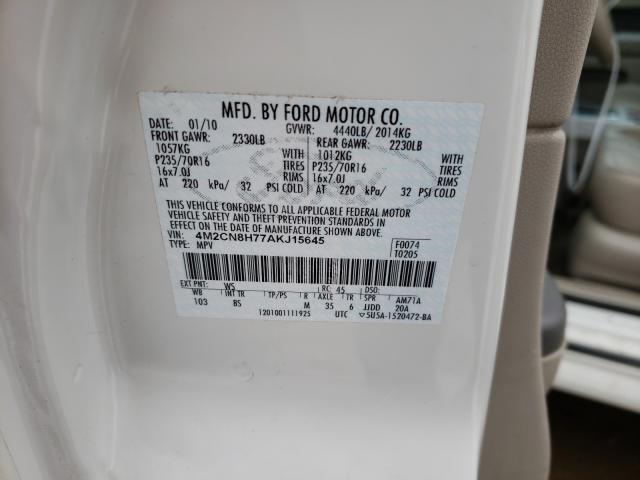 MFD. BY FORD MOTOR CO.
DATE: 01/10 GVWR: 4440LB/ 2014KG
FRONT GAWR: 2330LB REAR GAWR: 2230LB
1057KG WITH 1012KG WITH
P235/70R16 TIRES P235/70R16 TIRES
16x7.0J RIMS 16x7.0J RIMS
AT 220 kPa/ 32 PSI COLD AT 220 kPa/ 32 PSI COLD
THIS VEHICLE CONFORMS TO ALL APPLICABLE FEDERAL MOTOR
VEHICLE SAFETY AND THEFT PREVENTION STANDARDS IN EFFECT
ON THE DATE OF MANUFACTURE SHOWN ABOVE.
VIN: 4M2CN8H77AKJ15645 F0074
TYPE: MPV T0205
EXT PNT: WS RC: 45 DSO:
WB INT TR TP/PS R AXLE TR SPR AM71A
103 BS M 35 6 JJDD 20A
1201001111925 UTC ▽5U5A-1520472-BA